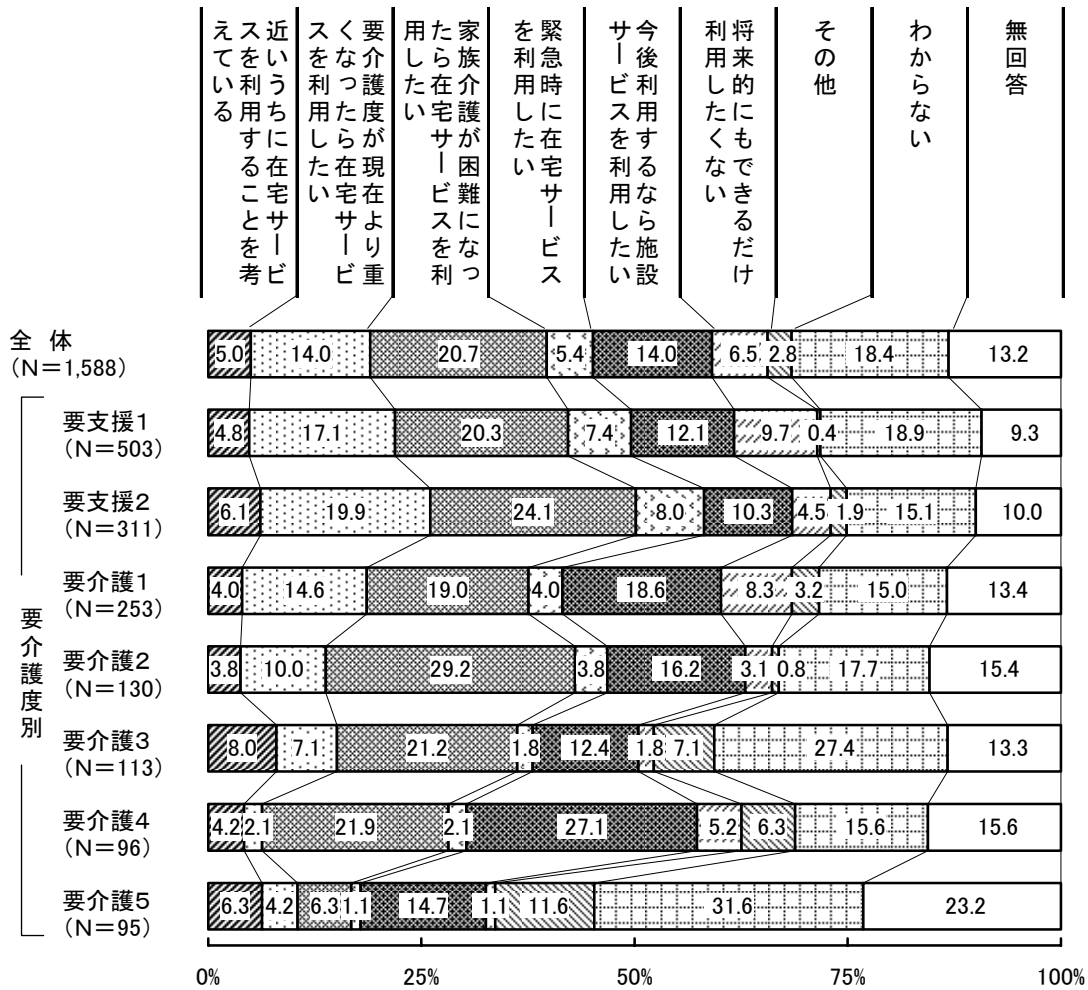 近いうちに在宅サービ
スを利用することを考
えている
要介護度が現在より重
くなったら在宅サービ
スを利用したい
家族介護が困難になっ
たら在宅サービスを利
用したい
緊急時に在宅サービス
を利用したい
今後利用するなら施設
サービスを利用したい
将来的にもできるだけ
利用したくない
その他
わからない
無回答
全 体
(N=1,588)
5.0 14.0 20.7 5.4 14.0 6.5 2.8 18.4 13.2
要介護度別
要支援1
(N=503)
4.8 17.1 20.3 7.4 12.1 9.7 0.4 18.9 9.3
要支援2
(N=311)
6.1 19.9 24.1 8.0 10.3 4.5 1.9 15.1 10.0
要介護1
(N=253)
4.0 14.6 19.0 4.0 18.6 8.3 3.2 15.0 13.4
要介護2
(N=130)
3.8 10.0 29.2 3.8 16.2 3.1 0.8 17.7 15.4
要介護3
(N=113)
8.0 7.1 21.2 1.8 12.4 1.8 7.1 27.4 13.3
要介護4
(N=96)
4.2 2.1 21.9 2.1 27.1 5.2 6.3 15.6 15.6
要介護5
(N=95)
6.3 4.2 6.3 1.1 14.7 1.1 11.6 31.6 23.2
0% 25% 50% 75% 100%